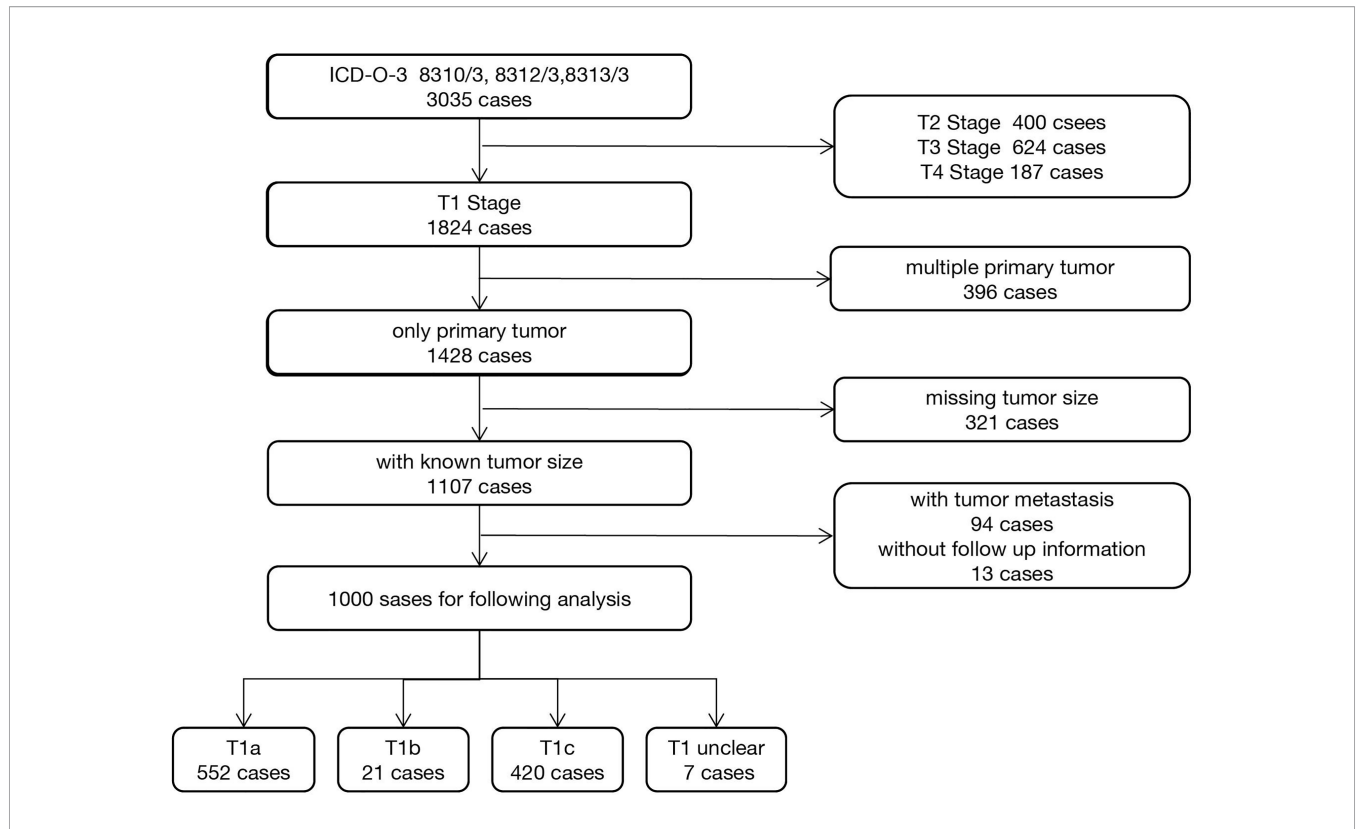 ICD-O-3 8310/3, 8312/3,8313/3
3035 cases
T2 Stage 400 csees
T3 Stage 624 cases
T4 Stage 187 cases
T1 Stage
1824 cases
multiple primary tumor
396 cases
only primary tumor
1428 cases
missing tumor size
321 cases
with known tumor size
1107 cases
with tumor metastasis
94 cases
without follow up information
13 cases
1000 sases for following analysis
T1a
552 cases
T1b
21 cases
T1c
420 cases
T1 unclear
7 cases